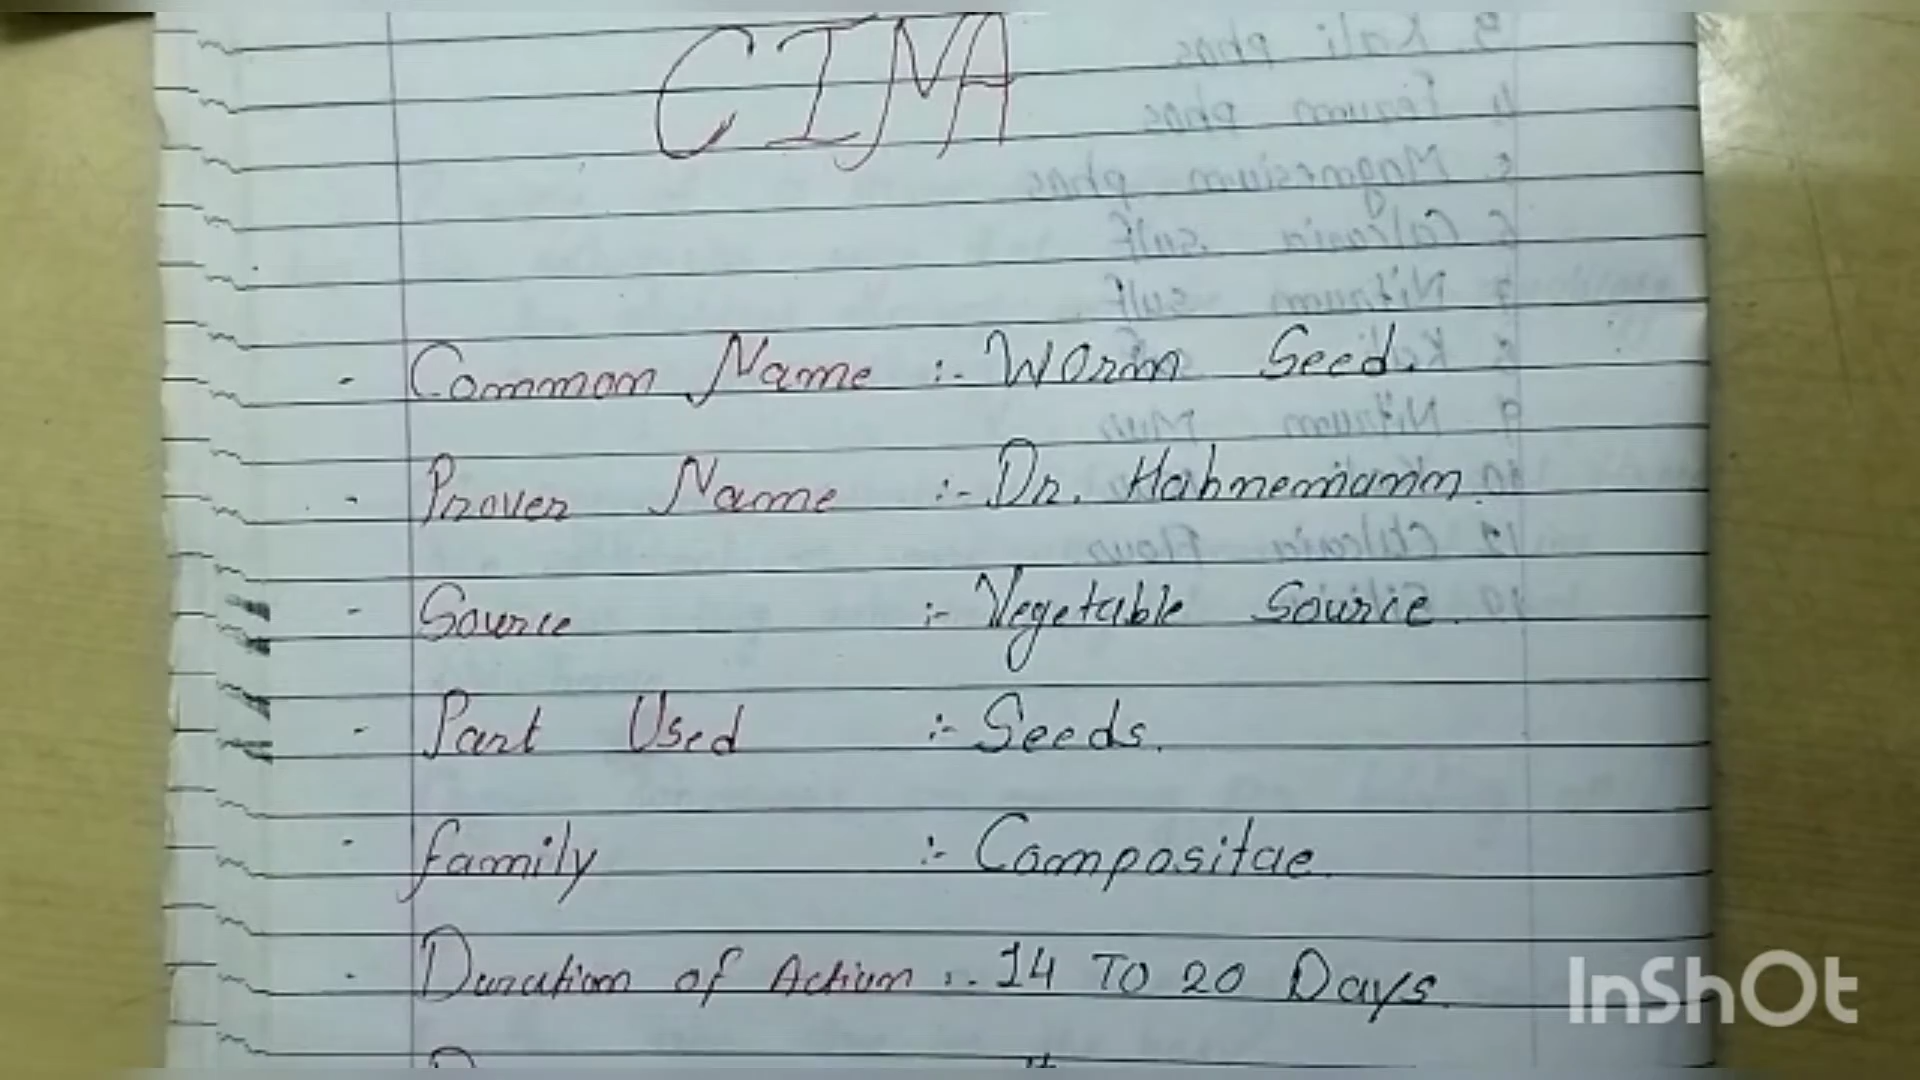 CINA
- Common Name :- Worm Seed.
- Prover Name :- Dr. Hahnemann.
- Source :- Vegetable Source.
- Part Used :- Seeds.
- family :- Compositae.
- Duration of Action :- 14 TO 20 Days.
InShOt